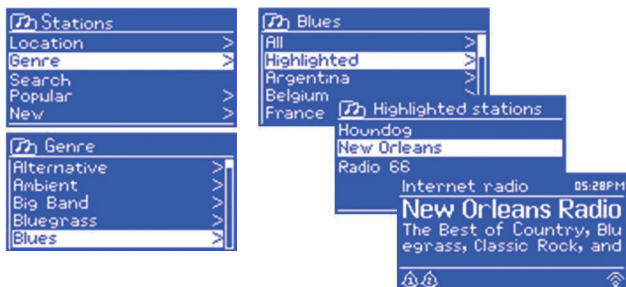 Stations
Location >
Genre >
Search
Popular >
New >
Genre
Alternative >
Ambient >
Big Band >
Bluegrass >
Blues >
Blues
All >
Highlighted >
Argentina >
Belgium >
France
Highlighted stations
Houndog
New Orleans
Radio 66
Internet radio 05:28PM
New Orleans Radio
The Best of Country, Blu
egrass, Classic Rock, and
1 2